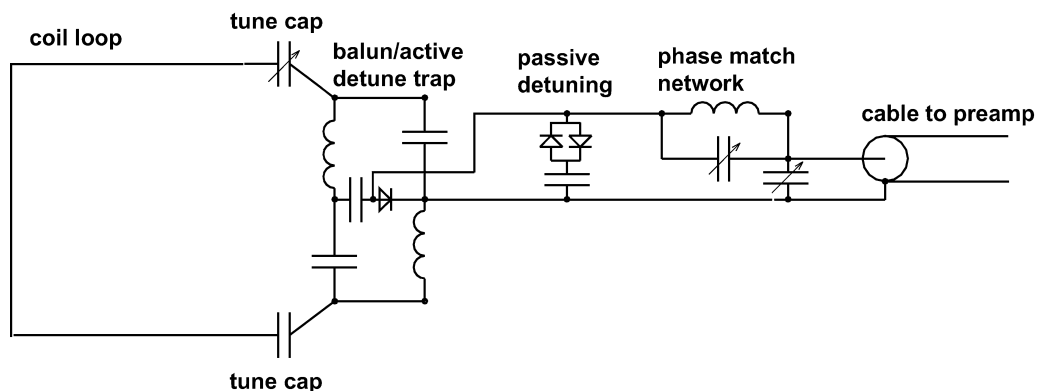 tune cap
coil loop
balun/active
detune trap
passive
detuning
phase match
network
cable to preamp
tune cap